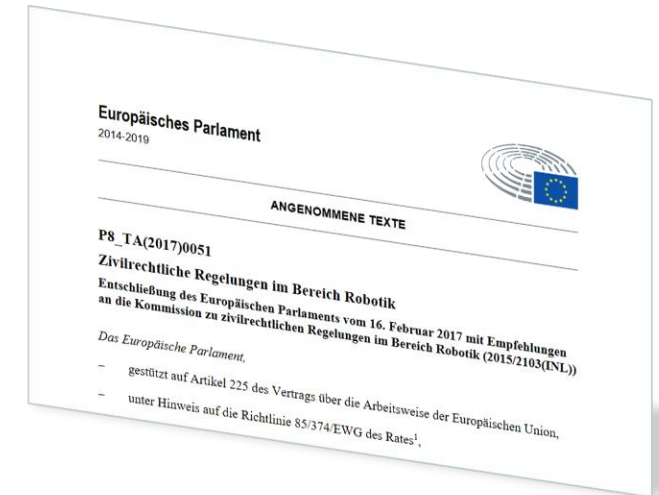 Europäisches Parlament
2014-2019
ANGENOMMENE TEXTE
P8_TA(2017)0051
Zivilrechtliche Regelungen im Bereich Robotik
Entschließung des Europäischen Parlaments vom 16. Februar 2017 mit Empfehlungen
an die Kommission zu zivilrechtlichen Regelungen im Bereich Robotik (2015/2103(INL))
Das Europäische Parlament,
– gestützt auf Artikel 225 des Vertrags über die Arbeitsweise der Europäischen Union,
– unter Hinweis auf die Richtlinie 85/374/EWG des Rates¹,